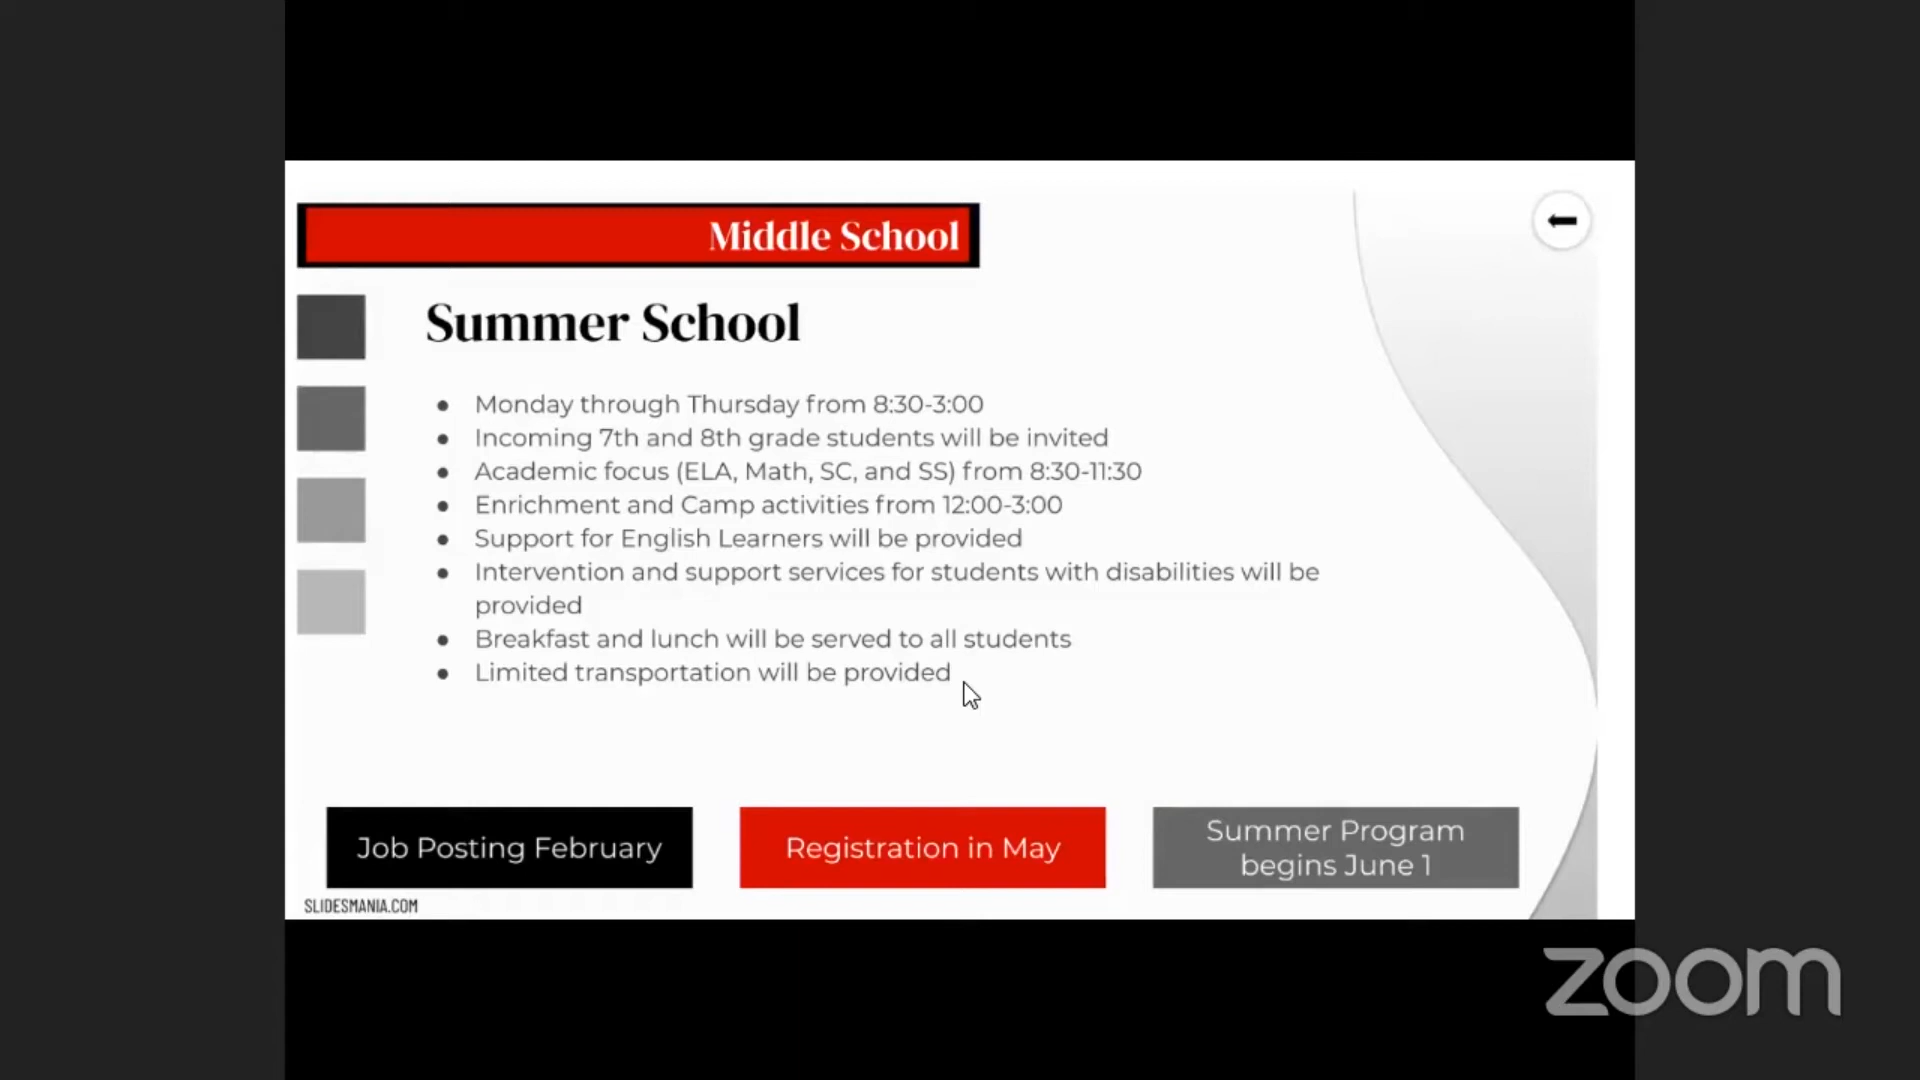 Middle School
Summer School
● Monday through Thursday from 8:30-3:00
● Incoming 7th and 8th grade students will be invited
● Academic focus (ELA, Math, SC, and SS) from 8:30-11:30
● Enrichment and Camp activities from 12:00-3:00
● Support for English Learners will be provided
● Intervention and support services for students with disabilities will be
provided
● Breakfast and lunch will be served to all students
● Limited transportation will be provided
Job Posting February
Registration in May
Summer Program
begins June 1
SLIDESMANIA.COM
zoom